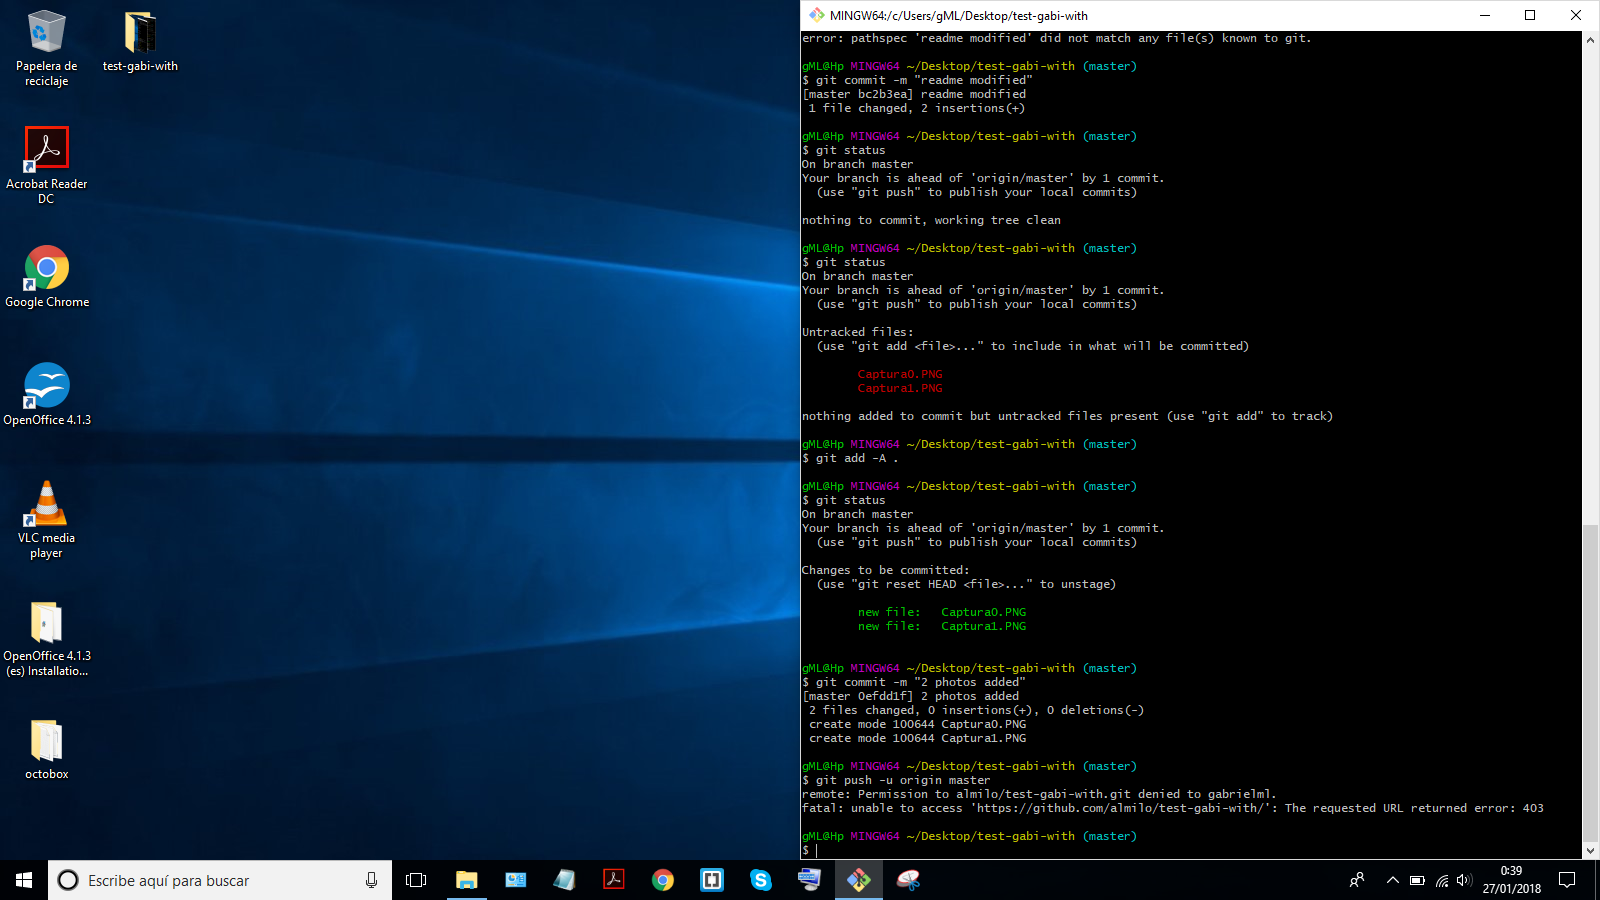 Papelera de
reciclaje
test-gabi-with
Acrobat Reader
DC
Google Chrome
OpenOffice 4.1.3
VLC media
player
OpenOffice 4.1.3
(es) Installatio...
octobox
MINGW64:/c/Users/gML/Desktop/test-gabi-with
error: pathspec 'readme modified' did not match any file(s) known to git.
gML@Hp MINGW64 ~/Desktop/test-gabi-with (master)
$ git commit -m "readme modified"
[master bc2b3ea] readme modified
1 file changed, 2 insertions(+)
gML@Hp MINGW64 ~/Desktop/test-gabi-with (master)
$ git status
On branch master
Your branch is ahead of 'origin/master' by 1 commit.
(use "git push" to publish your local commits)
nothing to commit, working tree clean
gML@Hp MINGW64 ~/Desktop/test-gabi-with (master)
$ git status
On branch master
Your branch is ahead of 'origin/master' by 1 commit.
(use "git push" to publish your local commits)
Untracked files:
(use "git add <file>..." to include in what will be committed)
Captura0.PNG
Captura1.PNG
nothing added to commit but untracked files present (use "git add" to track)
gML@Hp MINGW64 ~/Desktop/test-gabi-with (master)
$ git add -A .
gML@Hp MINGW64 ~/Desktop/test-gabi-with (master)
$ git status
On branch master
Your branch is ahead of 'origin/master' by 1 commit.
(use "git push" to publish your local commits)
Changes to be committed:
(use "git reset HEAD <file>..." to unstage)
new file:   Captura0.PNG
new file:   Captura1.PNG
gML@Hp MINGW64 ~/Desktop/test-gabi-with (master)
$ git commit -m "2 photos added"
[master 0efdd1f] 2 photos added
2 files changed, 0 insertions(+), 0 deletions(-)
create mode 100644 Captura0.PNG
create mode 100644 Captura1.PNG
gML@Hp MINGW64 ~/Desktop/test-gabi-with (master)
$ git push -u origin master
remote: Permission to almilo/test-gabi-with.git denied to gabrielml.
fatal: unable to access 'https://github.com/almilo/test-gabi-with/': The requested URL returned error: 403
gML@Hp MINGW64 ~/Desktop/test-gabi-with (master)
$
Escribe aquí para buscar
0:39
27/01/2018